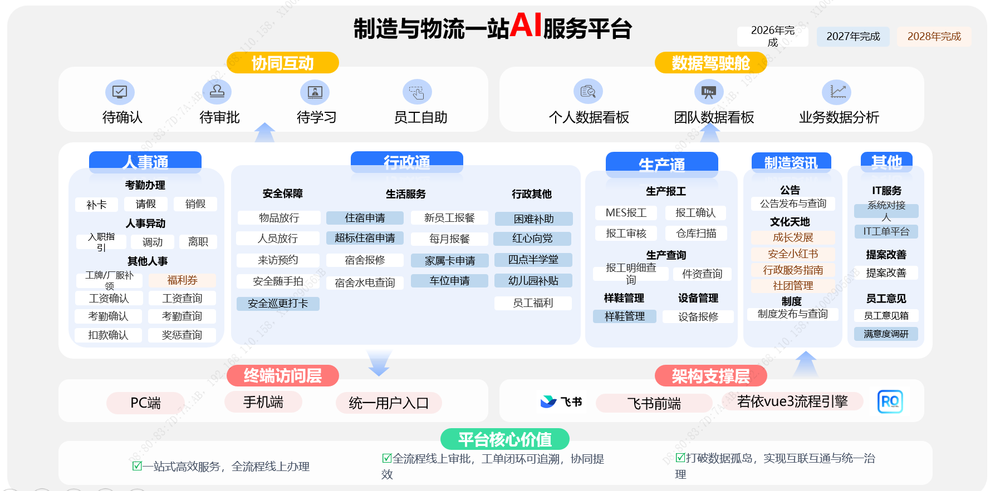 制造与物流一站AI服务平台
2026年完
成
2027年完成
2028年完成
协同互动
数据驾驶舱
待确认
待审批
待学习
员工自助
个人数据看板
团队数据看板
业务数据分析
人事通
考勤办理
补卡
请假
销假
人事异动
入职指
引
调动
离职
其他人事
工牌/厂服补
领
福利券
工资确认
工资查询
考勤确认
考勤查询
扣款确认
奖惩查询
行政通
安全保障
物品放行
人员放行
来访预约
安全随手拍
安全巡更打卡
生活服务
住宿申请
新员工报餐
超标住宿申请
每月报餐
宿舍报修
家属卡申请
宿舍水电查询
车位申请
行政其他
困难补助
红心向党
四点半学堂
幼儿园补贴
员工福利
生产通
生产报工
MES报工
报工确认
报工审核
仓库扫描
生产查询
报工明细查
询
件资查询
样鞋管理
设备管理
样鞋管理
设备报修
制造资讯
公告
公告发布与查询
文化天地
成长发展
安全小红书
行政服务指南
社团管理
制度
制度发布与查询
其他
IT服务
系统对接
人
IT工单平台
提案改善
提案改善
员工意见
员工意见箱
满意度调研
终端访问层
PC端
手机端
统一用户入口
架构支撑层
飞书
飞书前端
若依vue3流程引擎
RO
平台核心价值
一站式高效服务，全流程线上办理
全流程线上审批，工单闭环可追溯，协同提
效
打破数据孤岛，实现互联互通与统一治
理